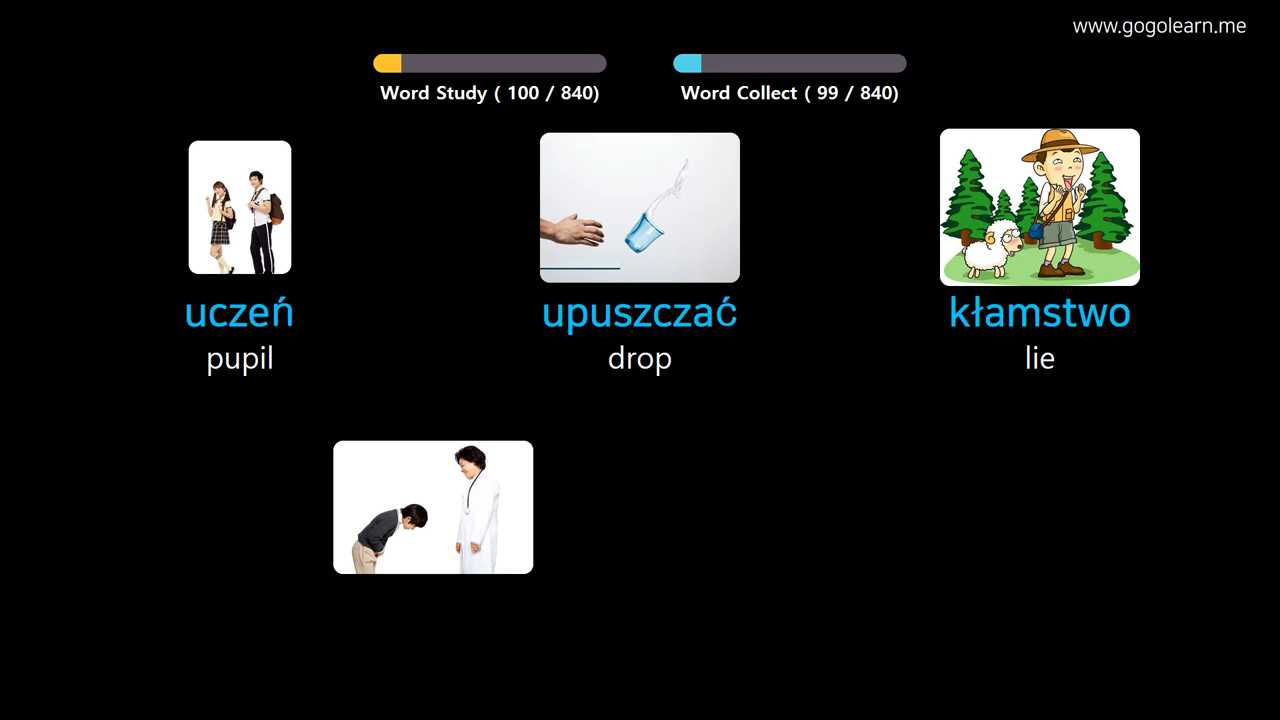 www.gogolearn.me
Word Study ( 100 / 840)
Word Collect ( 99 / 840)
uczeń
upuszczać
kłamstwo
pupil
drop
lie